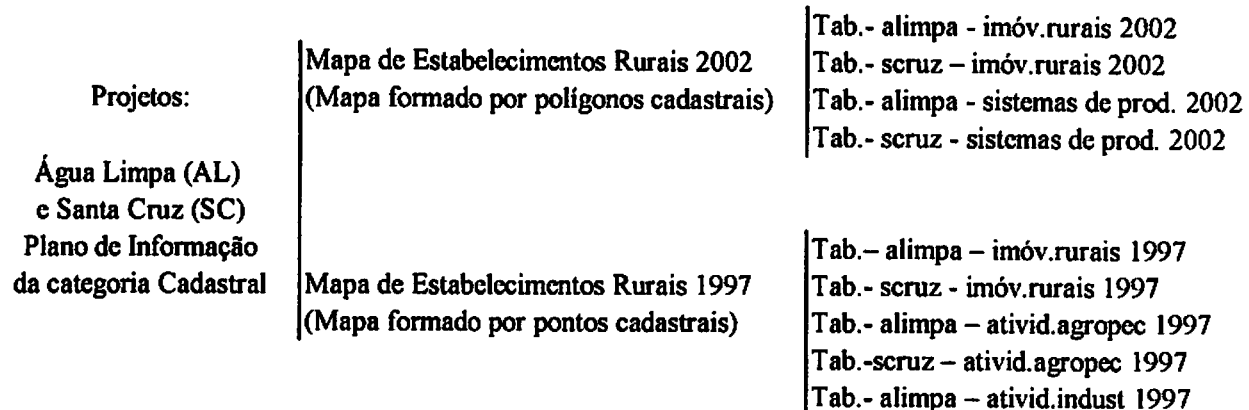 Projetos:
Água Limpa (AL)
e Santa Cruz (SC)
Plano de Informação
da categoria Cadastral
Mapa de Estabelecimentos Rurais 2002
(Mapa formado por polígonos cadastrais)
Tab.- alimpa - imóv.rurais 2002
Tab.- scruz – imóv.rurais 2002
Tab.- alimpa - sistemas de prod. 2002
Tab.- scruz - sistemas de prod. 2002
Mapa de Estabelecimentos Rurais 1997
(Mapa formado por pontos cadastrais)
Tab.– alimpa – imóv.rurais 1997
Tab.- scruz - imóv.rurais 1997
Tab.- alimpa – ativid.agropec 1997
Tab.-scruz – ativid.agropec 1997
Tab.- alimpa – ativid.indust 1997